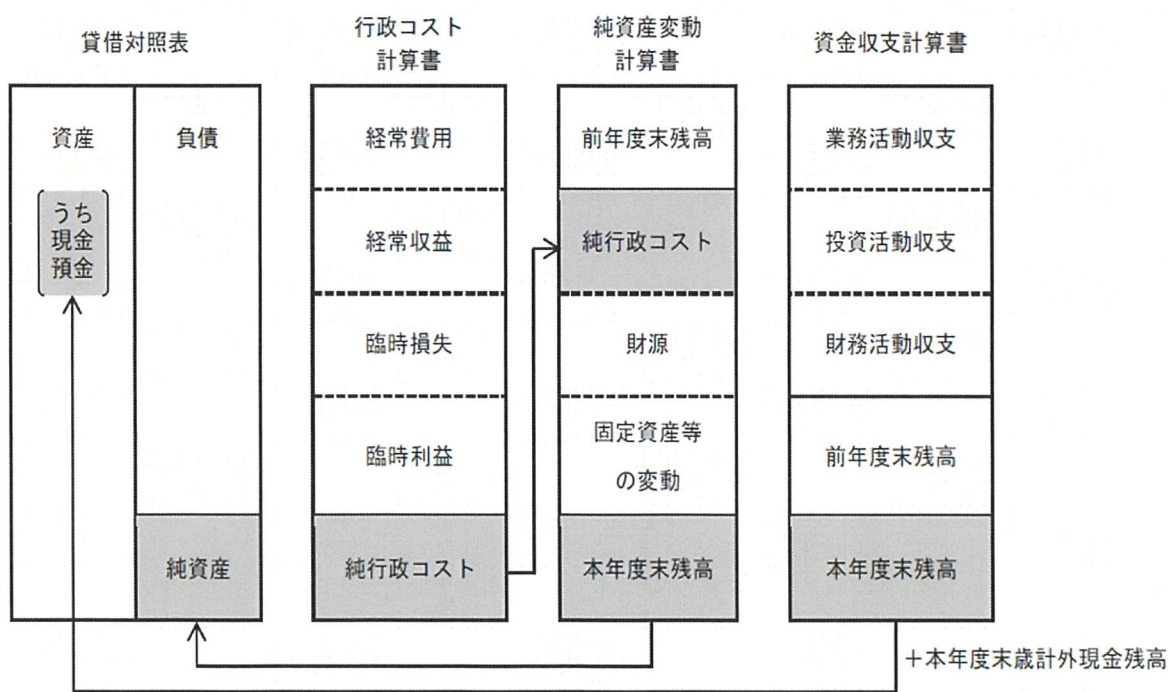 貸借対照表
行政コスト
計算書
純資産変動
計算書
資金収支計算書
資産
うち
現金
預金
負債
純資産
経常費用
経常収益
臨時損失
臨時利益
純行政コスト
前年度末残高
純行政コスト
財源
固定資産等
の変動
本年度末残高
業務活動収支
投資活動収支
財務活動収支
前年度末残高
本年度末残高
+本年度末歳計外現金残高